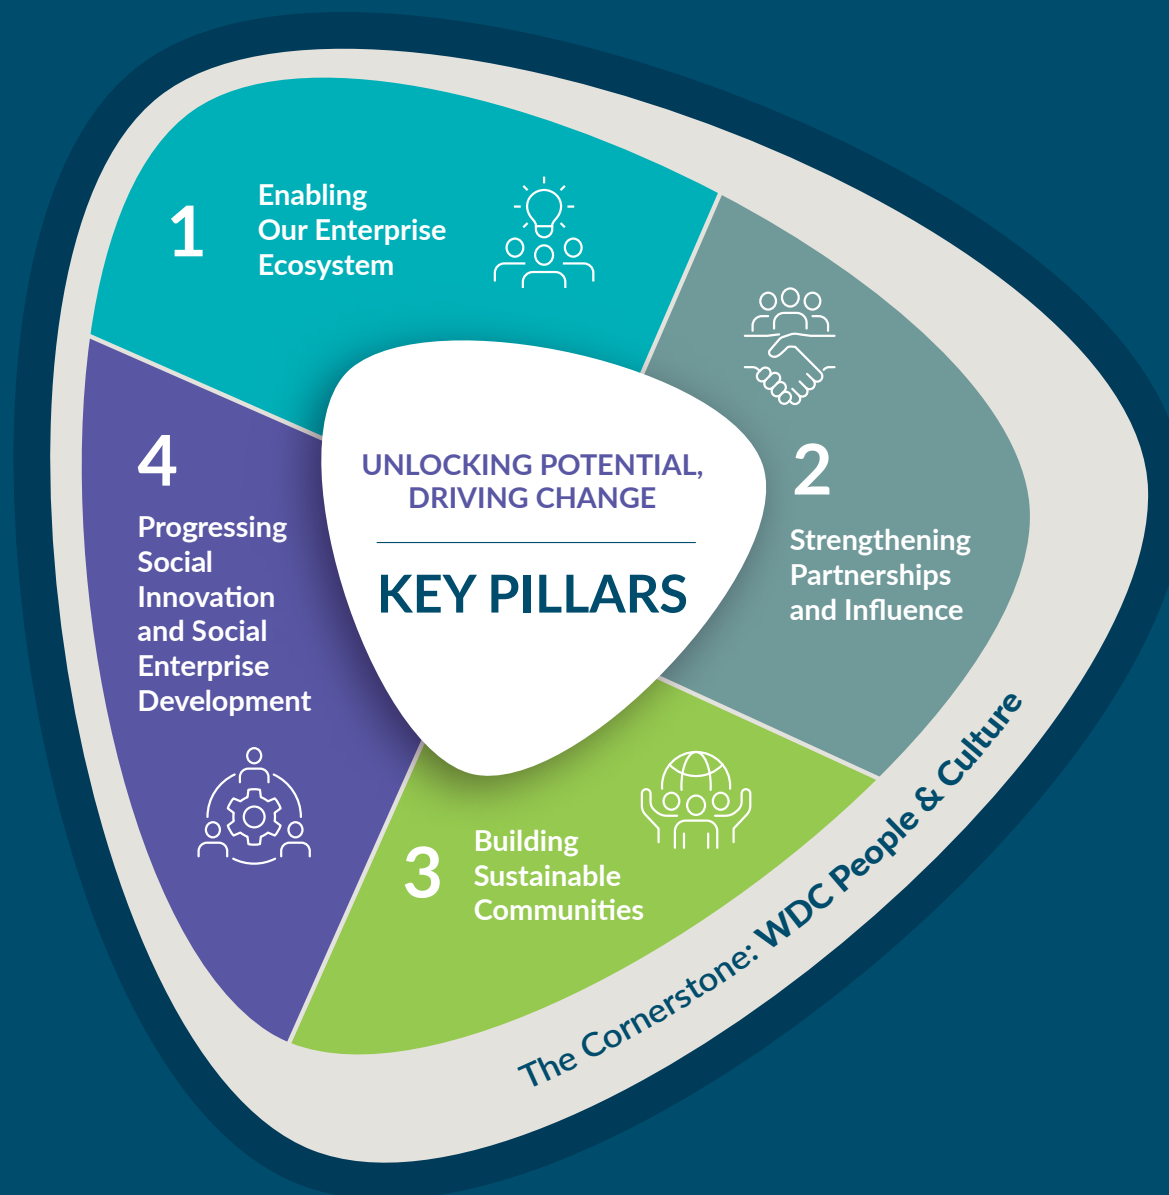 1
Enabling
Our Enterprise
Ecosystem
2
Strengthening
Partnerships
and Influence
3
Building
Sustainable
Communities
4
Progressing
Social
Innovation
and Social
Enterprise
Development
UNLOCKING POTENTIAL,
DRIVING CHANGE
KEY PILLARS
The Cornerstone: WDC People & Culture